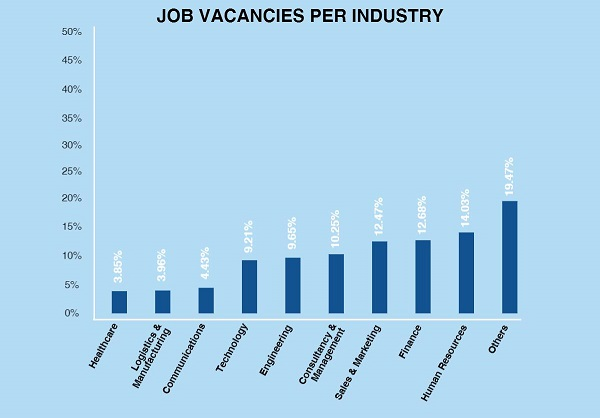 JOB VACANCIES PER INDUSTRY
50%
45%
40%
35%
30%
25%
20%
15%
10%
5%
0%
3.85%
3.96%
4.43%
9.21%
9.65%
10.25%
12.47%
12.68%
14.03%
19.47%
Healthcare
Logistics &
Manufacturing
Communications
Technology
Engineering
Consultancy &
Management
Sales & Marketing
Finance
Human Resources
Others